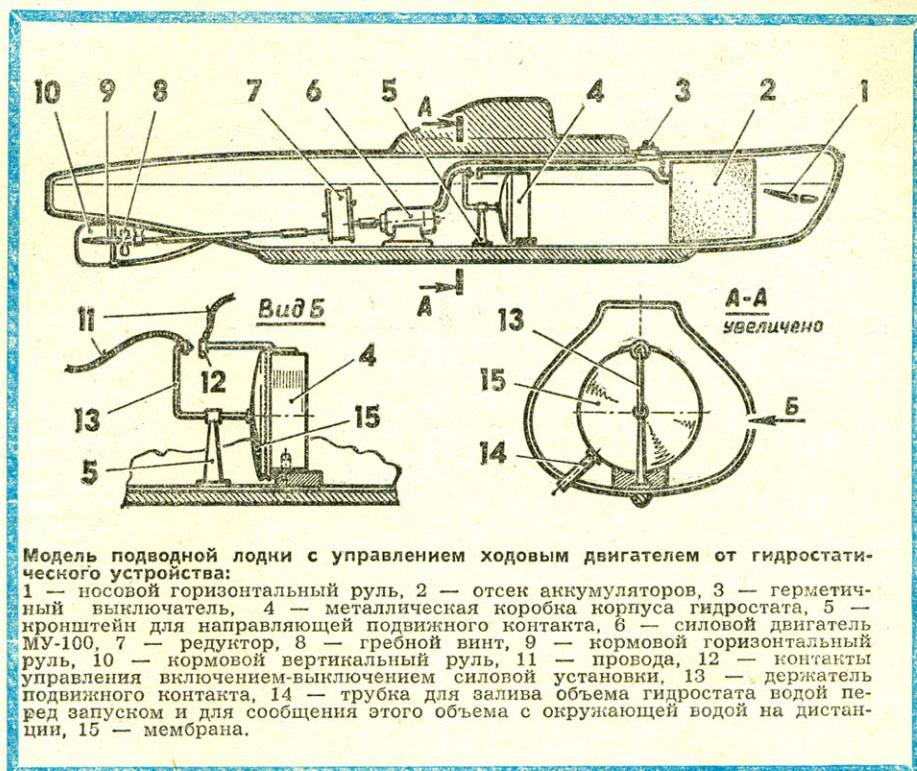 10 9 8 7 6 5 А 4 3 2 1
А
11 Вид Б 13 А-А
увеличено
4
12
13 15 15 Б
5 14
Модель подводной лодки с управлением ходовым двигателем от гидростати-
ческого устройства:
1 — носовой горизонтальный руль, 2 — отсек аккумуляторов, 3 — герметич-
ный выключатель, 4 — металлическая коробка корпуса гидростата, 5 —
кронштейн для направляющей подвижного контакта, 6 — силовой двигатель
МУ-100, 7 — редуктор, 8 — гребной винт, 9 — кормовой горизонтальный
руль, 10 — кормовой вертикальный руль, 11 — провода, 12 — контакты
управления включением-выключением силовой установки, 13 — держатель
подвижного контакта, 14 — трубка для залива объема гидростата водой пе-
ред запуском и для сообщения этого объема с окружающей водой на дистан-
ции, 15 — мембрана.